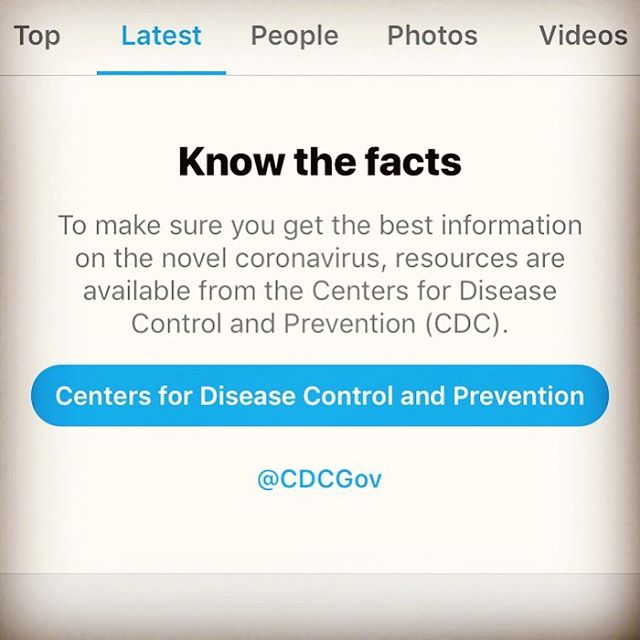 Top Latest People Photos Videos
Know the facts
To make sure you get the best information
on the novel coronavirus, resources are
available from the Centers for Disease
Control and Prevention (CDC).
Centers for Disease Control and Prevention
@CDCGov